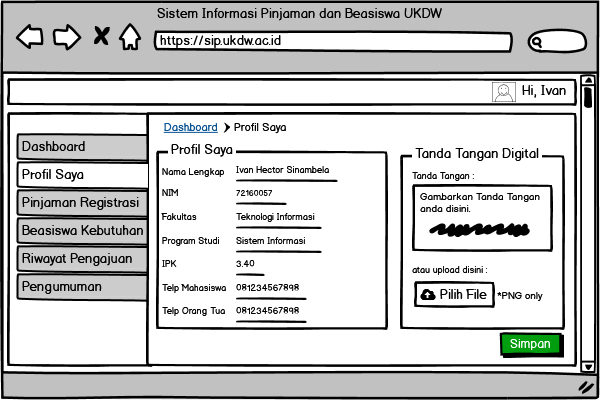 Sistem Informasi Pinjaman dan Beasiswa UKDW
https://sip.ukdw.ac.id
Hi, Ivan
Dashboard
Profil Saya
Pinjaman Registrasi
Beasiswa Kebutuhan
Riwayat Pengajuan
Pengumuman
Dashboard > Profil Saya
Profil Saya
Nama Lengkap Ivan Hector Sinambela
NIM 72160057
Fakultas Teknologi Informasi
Program Studi Sistem Informasi
IPK 3.40
Telp Mahasiswa 081234567898
Telp Orang Tua 081234567898
Tanda Tangan Digital
Tanda Tangan :
Gambarkan Tanda Tangan
anda disini.
atau upload disini :
Pilih File *PNG only
Simpan